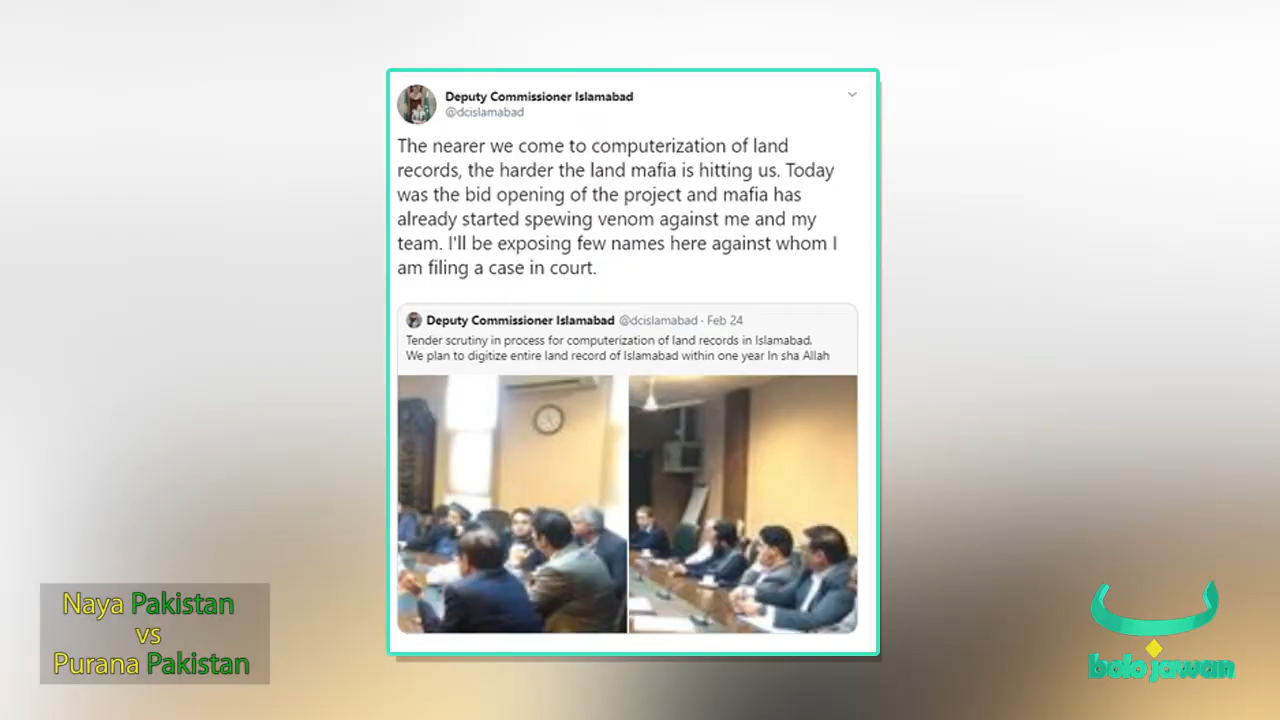 Deputy Commissioner Islamabad
@dcislamabad
The nearer we come to computerization of land
records, the harder the land mafia is hitting us. Today
was the bid opening of the project and mafia has
already started spewing venom against me and my
team. I'll be exposing few names here against whom I
am filing a case in court.
Deputy Commissioner Islamabad @dcislamabad · Feb 24
Tender scrutiny in process for computerization of land records in Islamabad.
We plan to digitize entire land record of Islamabad within one year In sha Allah
Naya Pakistan
vs
Purana Pakistan
ب
bolo jawan